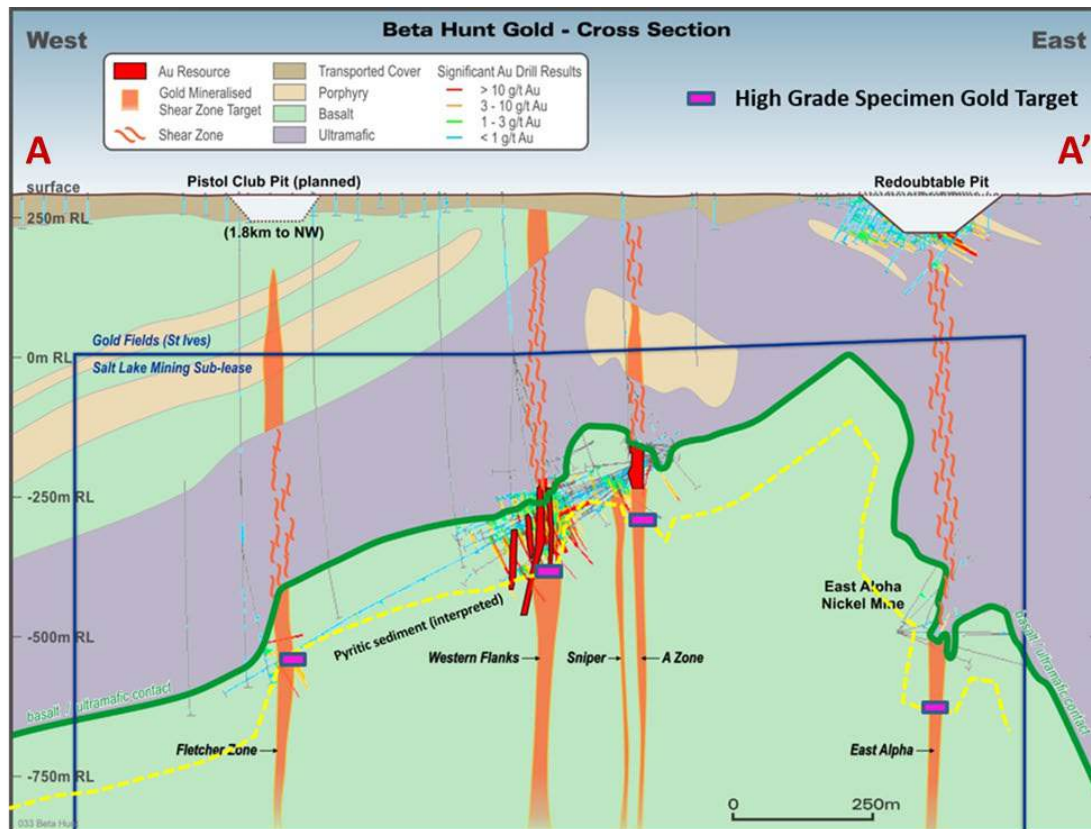 Beta Hunt Gold - Cross Section
West
East
Au Resource
Gold Mineralised
Shear Zone Target
Shear Zone
Transported Cover
Porphyry
Basalt
Ultramafic
Significant Au Drill Results
> 10 g/t Au
3 - 10 g/t Au
1 - 3 g/t Au
< 1 g/t Au
High Grade Specimen Gold Target
A
A'
surface
Pistol Club Pit (planned)
Redoubtable Pit
250m RL
(1.8km to NW)
Gold Fields (St Ives)
0m RL
Salt Lake Mining Sub-lease
-250m RL
East Alpha
Nickel Mine
-500m RL
Pyritic sediment (interpreted)
Western Flanks
Sniper
A Zone
basalt / ultramafic contact
basalt / ultramafic contact
Fletcher Zone
East Alpha
-750m RL
0
250m
033 Beta Hunt